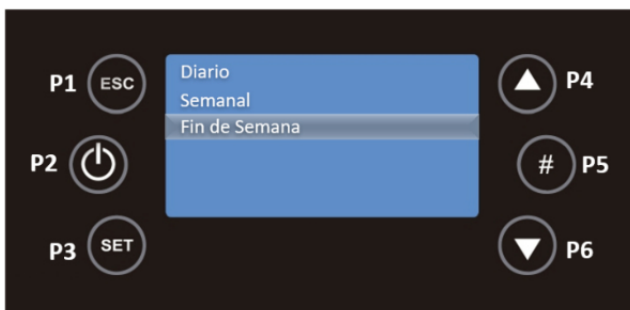 P1 ESC
P2
P3 SET
Diario
Semanal
Fin de Semana
P4
# P5
P6